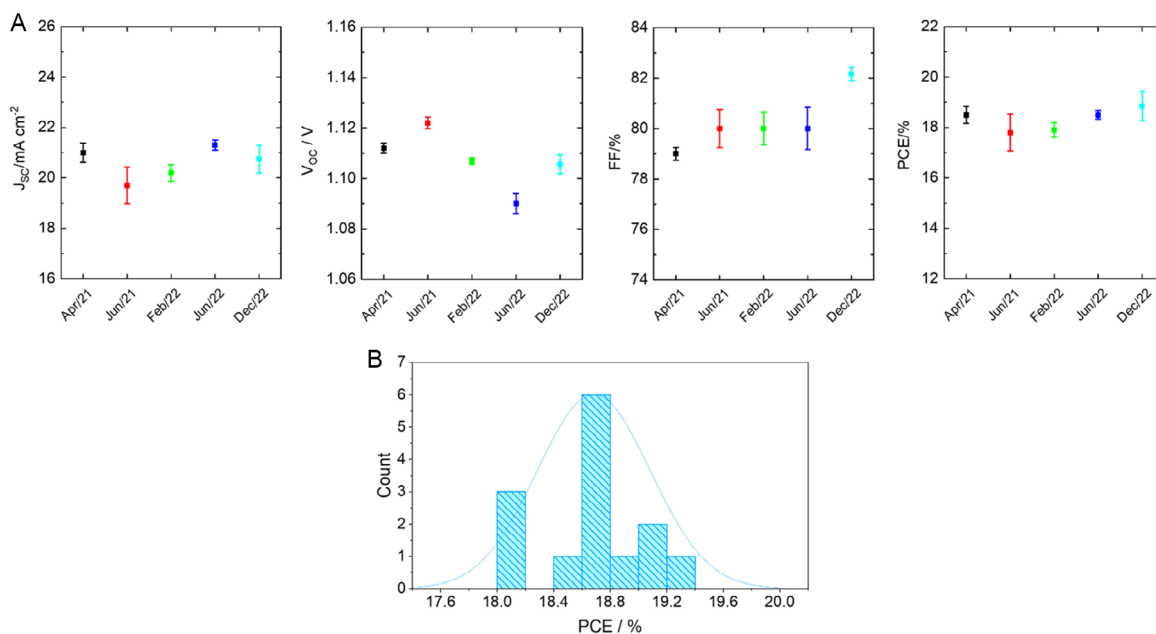 A
J_SC/mA cm⁻²
26
24
22
20
18
16
Apr/21
Jun/21
Feb/22
Jun/22
Dec/22
V_OC / V
1.16
1.14
1.12
1.10
1.08
1.06
Apr/21
Jun/21
Feb/22
Jun/22
Dec/22
FF/%
84
82
80
78
76
74
Apr/21
Jun/21
Feb/22
Jun/22
Dec/22
PCE/%
22
20
18
16
14
12
Apr/21
Jun/21
Feb/22
Jun/22
Dec/22
B
Count
7
6
5
4
3
2
1
0
17.6 18.0 18.4 18.8 19.2 19.6 20.0
PCE / %